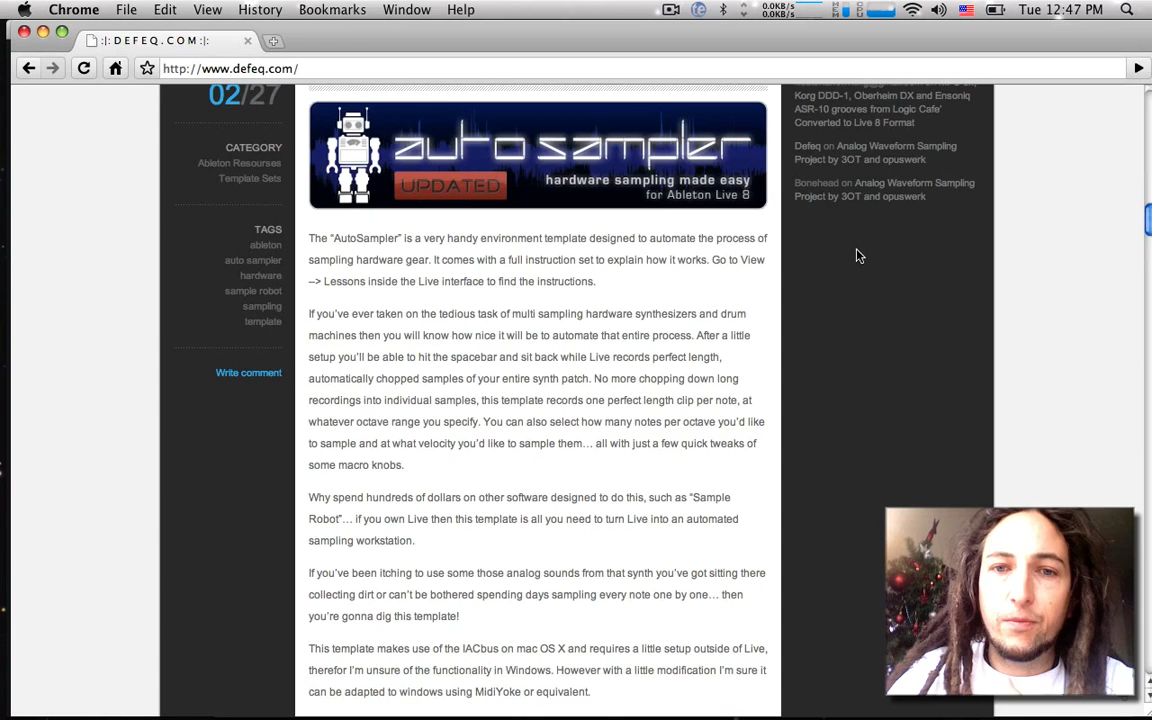 Chrome File Edit View History Bookmarks Window Help 0.0KB/s 0.0KB/s MEM CPU Tue 12:47 PM
:|: D E F E Q . C O M :|:
http://www.defeq.com/
02/27
CATEGORY
Ableton Resourses
Template Sets
TAGS
ableton
auto sampler
hardware
sample robot
sampling
template
Write comment
auto sampler
UPDATED
hardware sampling made easy
for Ableton Live 8
The “AutoSampler” is a very handy environment template designed to automate the process of
sampling hardware gear. It comes with a full instruction set to explain how it works. Go to View
–> Lessons inside the Live interface to find the instructions.
If you’ve ever taken on the tedious task of multi sampling hardware synthesizers and drum
machines then you will know how nice it will be to automate that entire process. After a little
setup you’ll be able to hit the spacebar and sit back while Live records perfect length,
automatically chopped samples of your entire synth patch. No more chopping down long
recordings into individual samples, this template records one perfect length clip per note, at
whatever octave range you specify. You can also select how many notes per octave you’d like
to sample and at what velocity you’d like to sample them… all with just a few quick tweaks of
some macro knobs.
Why spend hundreds of dollars on other software designed to do this, such as “Sample
Robot”… if you own Live then this template is all you need to turn Live into an automated
sampling workstation.
If you’ve been itching to use some those analog sounds from that synth you’ve got sitting there
collecting dirt or can’t be bothered spending days sampling every note one by one… then
you’re gonna dig this template!
This template makes use of the IACbus on mac OS X and requires a little setup outside of Live,
therefor I’m unsure of the functionality in Windows. However with a little modification I’m sure it
can be adapted to windows using MidiYoke or equivalent.
Korg DDD-1, Oberheim DX and Ensoniq
ASR-10 grooves from Logic Cafe’
Converted to Live 8 Format
Defeq on Analog Waveform Sampling
Project by 3OT and opuswerk
Bonehead on Analog Waveform Sampling
Project by 3OT and opuswerk